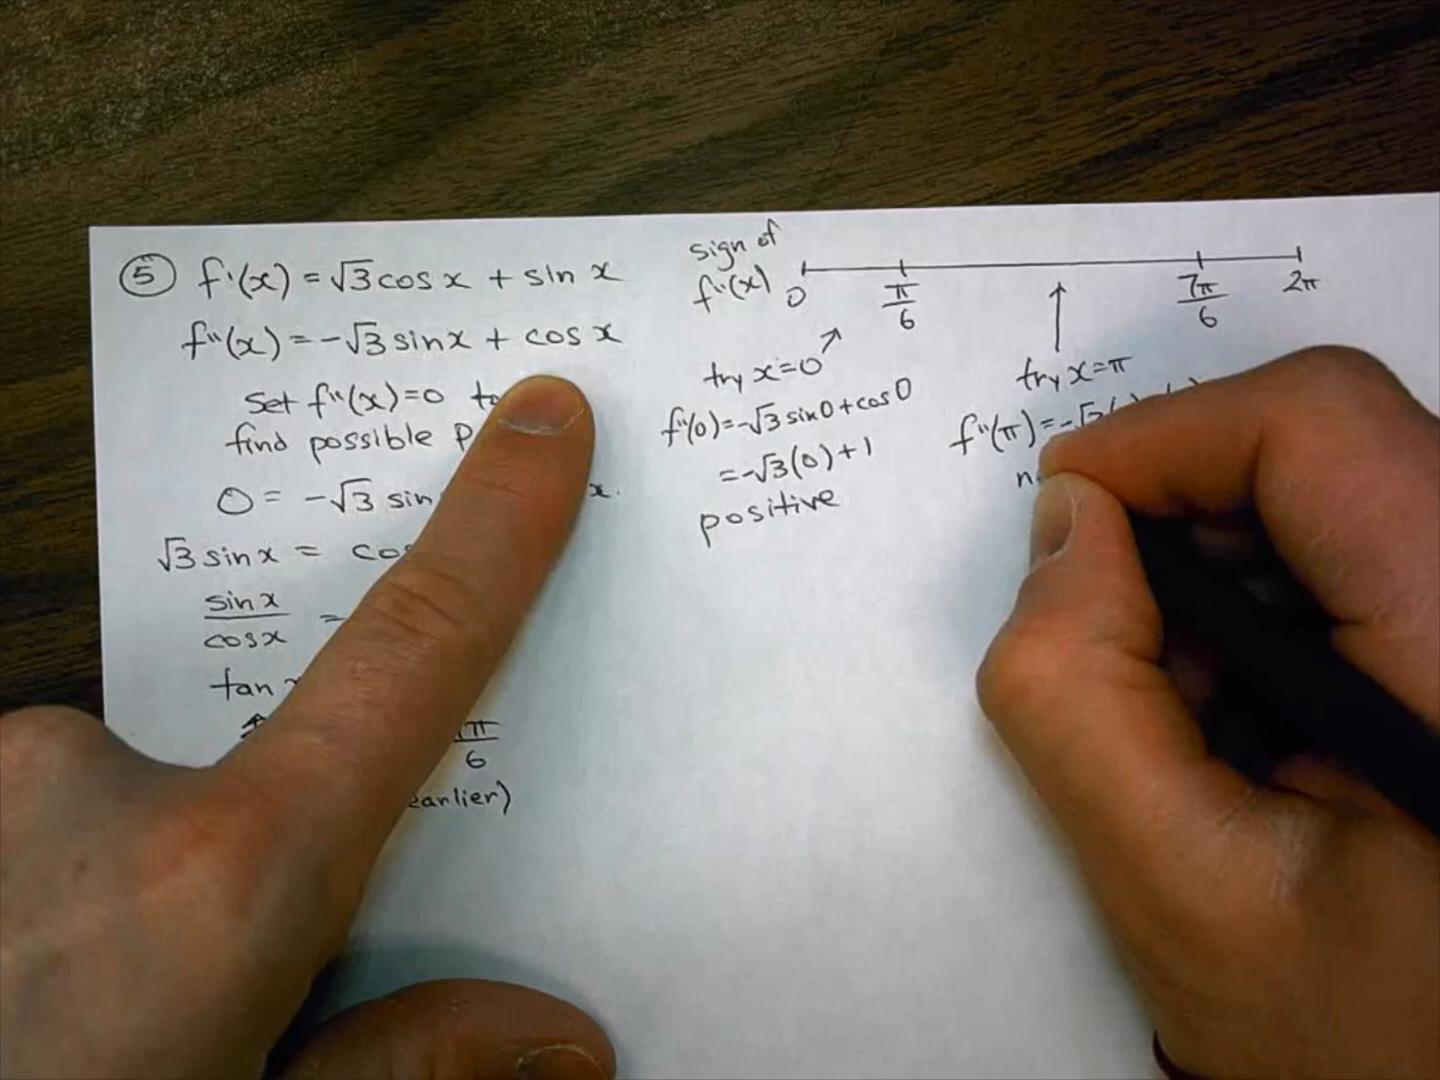 ⑤ f'(x) = √3 cos x + sin x
f''(x) = -√3 sin x + cos x
Set f''(x) = 0
find possible
0 = -√3 sin x.
√3 sin x = cos
sin x
cos x
=
tan
π
6
earlier)
sign of
f''(x)
0
π/6
7π/6
2π
try x=0
f''(0) = -√3 sin 0 + cos 0
= -√3(0) + 1
positive
try x=π
f''(π) = -√3(